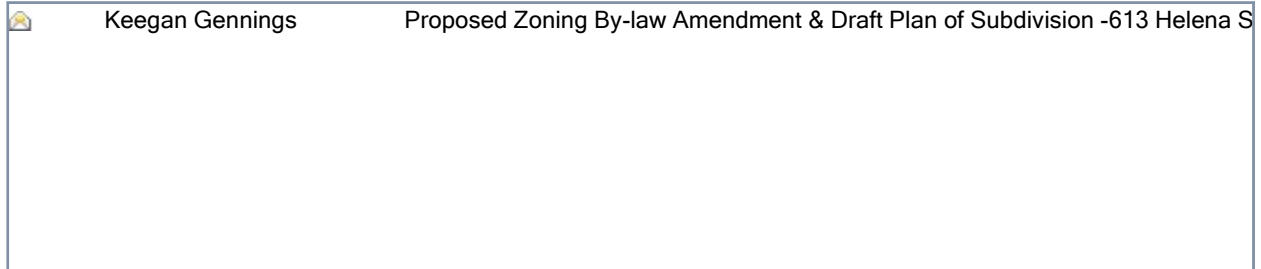 Keegan Gennings Proposed Zoning By-law Amendment & Draft Plan of Subdivision -613 Helena S